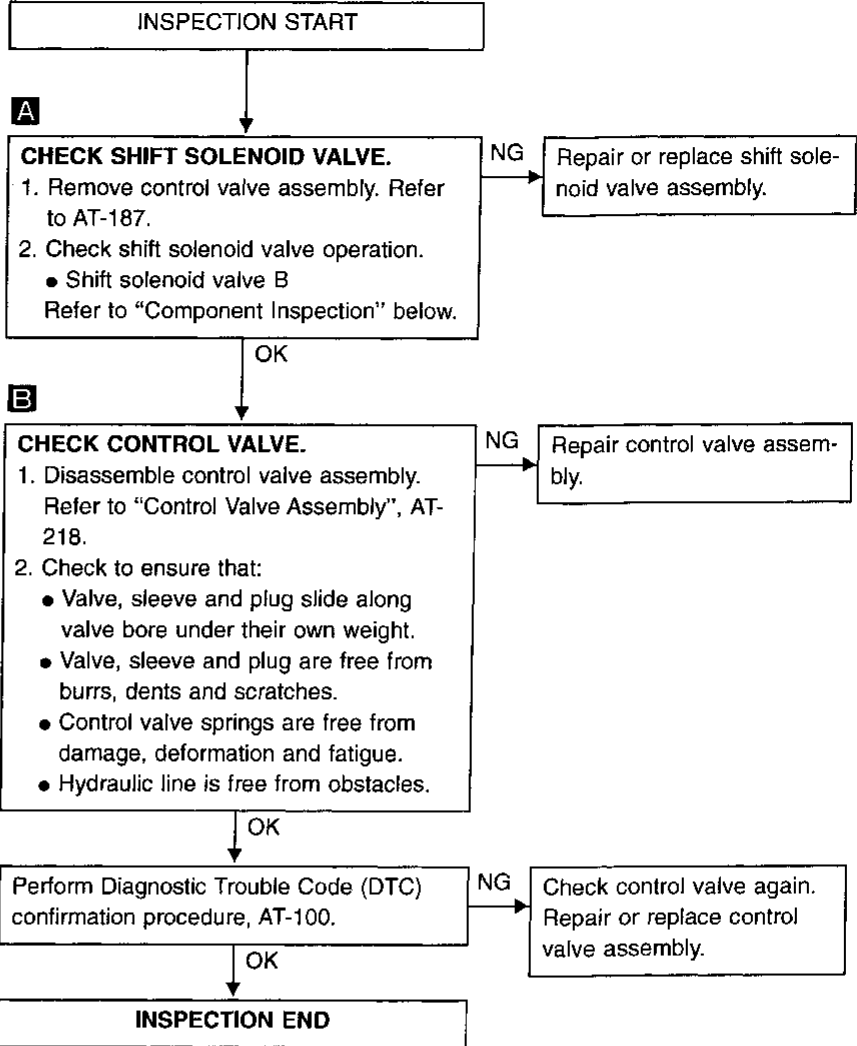 INSPECTION START
A
CHECK SHIFT SOLENOID VALVE.
1. Remove control valve assembly. Refer
to AT-187.
2. Check shift solenoid valve operation.
● Shift solenoid valve B
Refer to “Component Inspection” below.
NG
Repair or replace shift sole-
noid valve assembly.
OK
B
CHECK CONTROL VALVE.
1. Disassemble control valve assembly.
Refer to “Control Valve Assembly”, AT-
218.
2. Check to ensure that:
● Valve, sleeve and plug slide along
valve bore under their own weight.
● Valve, sleeve and plug are free from
burrs, dents and scratches.
● Control valve springs are free from
damage, deformation and fatigue.
● Hydraulic line is free from obstacles.
NG
Repair control valve assem-
bly.
OK
Perform Diagnostic Trouble Code (DTC)
confirmation procedure, AT-100.
NG
Check control valve again.
Repair or replace control
valve assembly.
OK
INSPECTION END